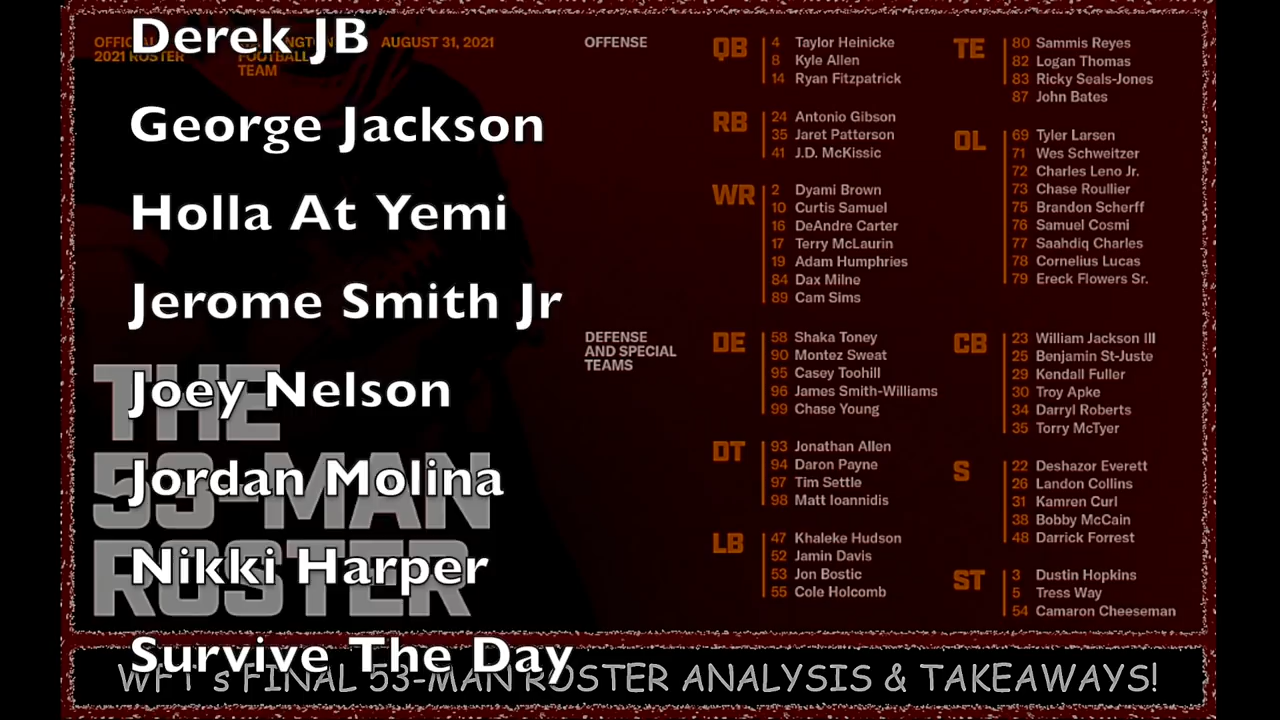 Derek JB
George Jackson
Holla At Yemi
Jerome Smith Jr
Joey Nelson
Jordan Molina
Nikki Harper
Survive The Day
2021 ROSTER
FOOTBALL
TEAM
AUGUST 31, 2021
THE
53-MAN
ROSTER
OFFENSE
QB
4 Taylor Heinicke
8 Kyle Allen
14 Ryan Fitzpatrick
RB
24 Antonio Gibson
35 Jaret Patterson
41 J.D. McKissic
WR
2 Dyami Brown
10 Curtis Samuel
16 DeAndre Carter
17 Terry McLaurin
19 Adam Humphries
84 Dax Milne
89 Cam Sims
TE
80 Sammis Reyes
82 Logan Thomas
83 Ricky Seals-Jones
87 John Bates
OL
69 Tyler Larsen
71 Wes Schweitzer
72 Charles Leno Jr.
73 Chase Roullier
75 Brandon Scherff
76 Samuel Cosmi
77 Saahdiq Charles
78 Cornelius Lucas
79 Ereck Flowers Sr.
DEFENSE
AND SPECIAL
TEAMS
DE
58 Shaka Toney
90 Montez Sweat
95 Casey Toohill
96 James Smith-Williams
99 Chase Young
DT
93 Jonathan Allen
94 Daron Payne
97 Tim Settle
98 Matt Ioannidis
LB
47 Khaleke Hudson
52 Jamin Davis
53 Jon Bostic
55 Cole Holcomb
CB
23 William Jackson III
25 Benjamin St-Juste
29 Kendall Fuller
30 Troy Apke
34 Darryl Roberts
35 Torry McTyer
S
22 Deshazor Everett
26 Landon Collins
31 Kamren Curl
38 Bobby McCain
48 Darrick Forrest
ST
3 Dustin Hopkins
5 Tress Way
54 Camaron Cheeseman
WFT's FINAL 53-MAN ROSTER ANALYSIS & TAKEAWAYS!